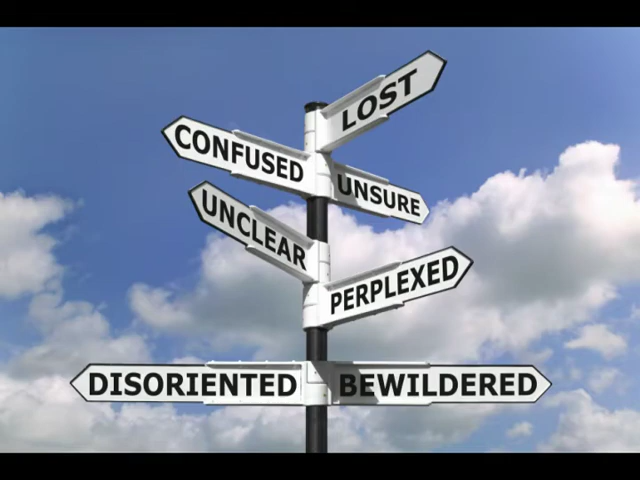 LOST
CONFUSED
UNSURE
UNCLEAR
PERPLEXED
DISORIENTED
BEWILDERED